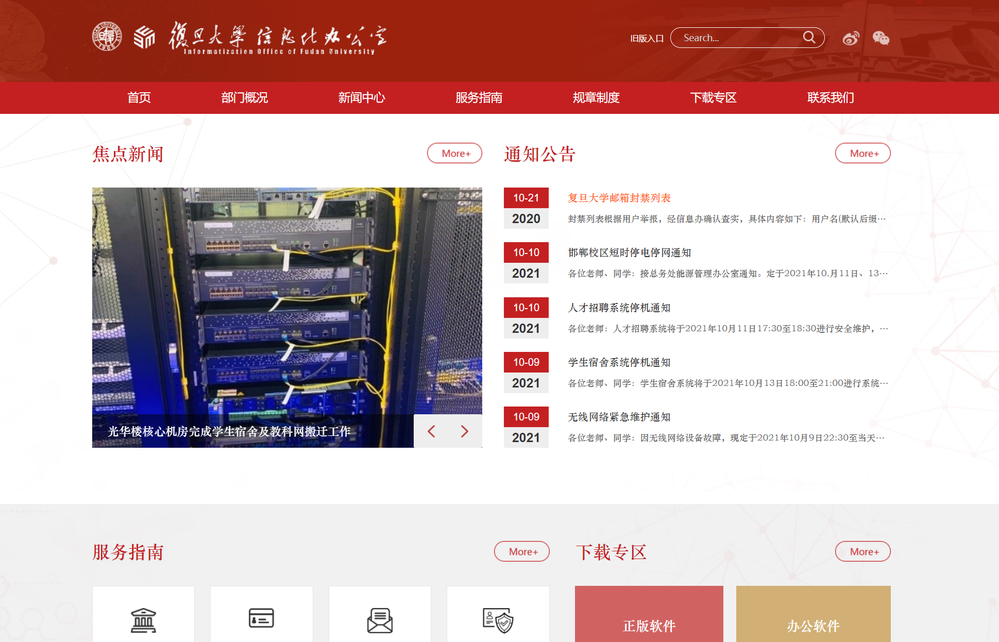 復旦大學 信息化办公室
Informatization Office of Fudan University
旧版入口
Search...
首页 部门概况 新闻中心 服务指南 规章制度 下载专区 联系我们
焦点新闻
More+
光华楼核心机房完成学生宿舍及教科网搬迁工作
通知公告
More+
10-21
2020
复旦大学邮箱封禁列表
封禁列表根据用户举报，经信息办确认查实，具体内容如下：用户名(默认后缀···
10-10
2021
邯郸校区短时停电停网通知
各位老师、同学：接总务处能源管理办公室通知。定于2021年10.月11日、13···
10-10
2021
人才招聘系统停机通知
各位老师：人才招聘系统将于2021年10月11日17:30至18:30进行安全维护，···
10-09
2021
学生宿舍系统停机通知
各位老师、同学：学生宿舍系统将于2021年10月13日18:00至21:00进行系统···
10-09
2021
无线网络紧急维护通知
各位老师、同学：因无线网络设备故障，现定于2021年10月9日22:30至当天···
服务指南
More+
下载专区
More+
正版软件
办公软件